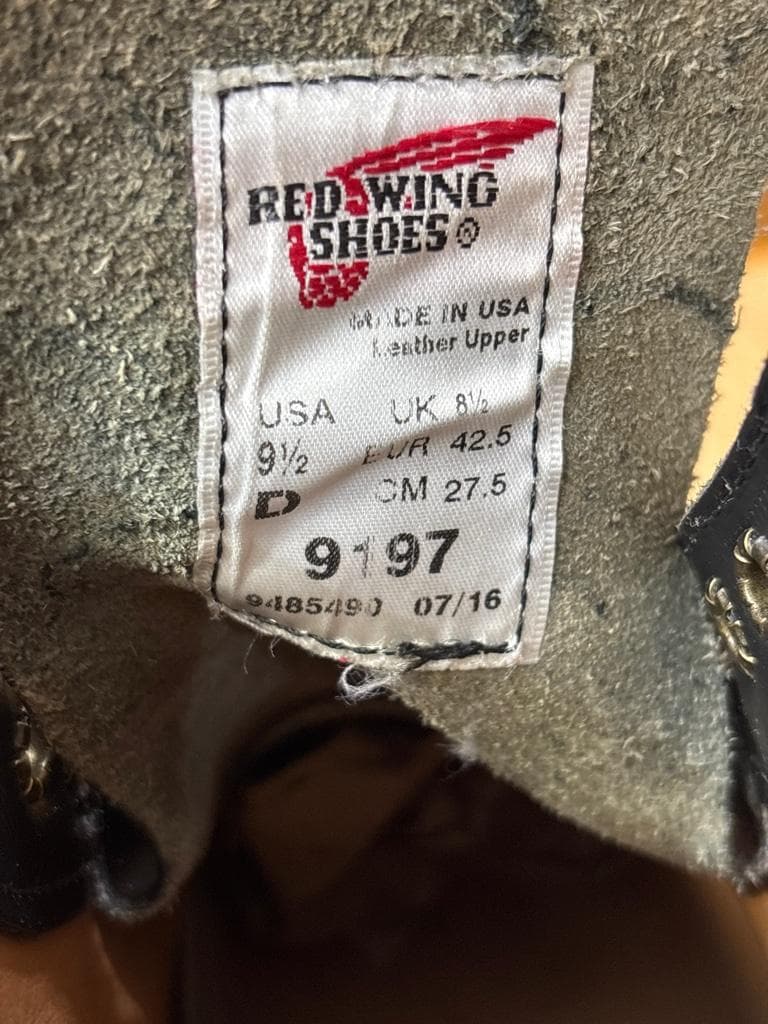 RED WING
SHOES®
MADE IN USA
Leather Upper
USA UK 8½
9½ EUR 42.5
D CM 27.5
9197
9485490 07/16